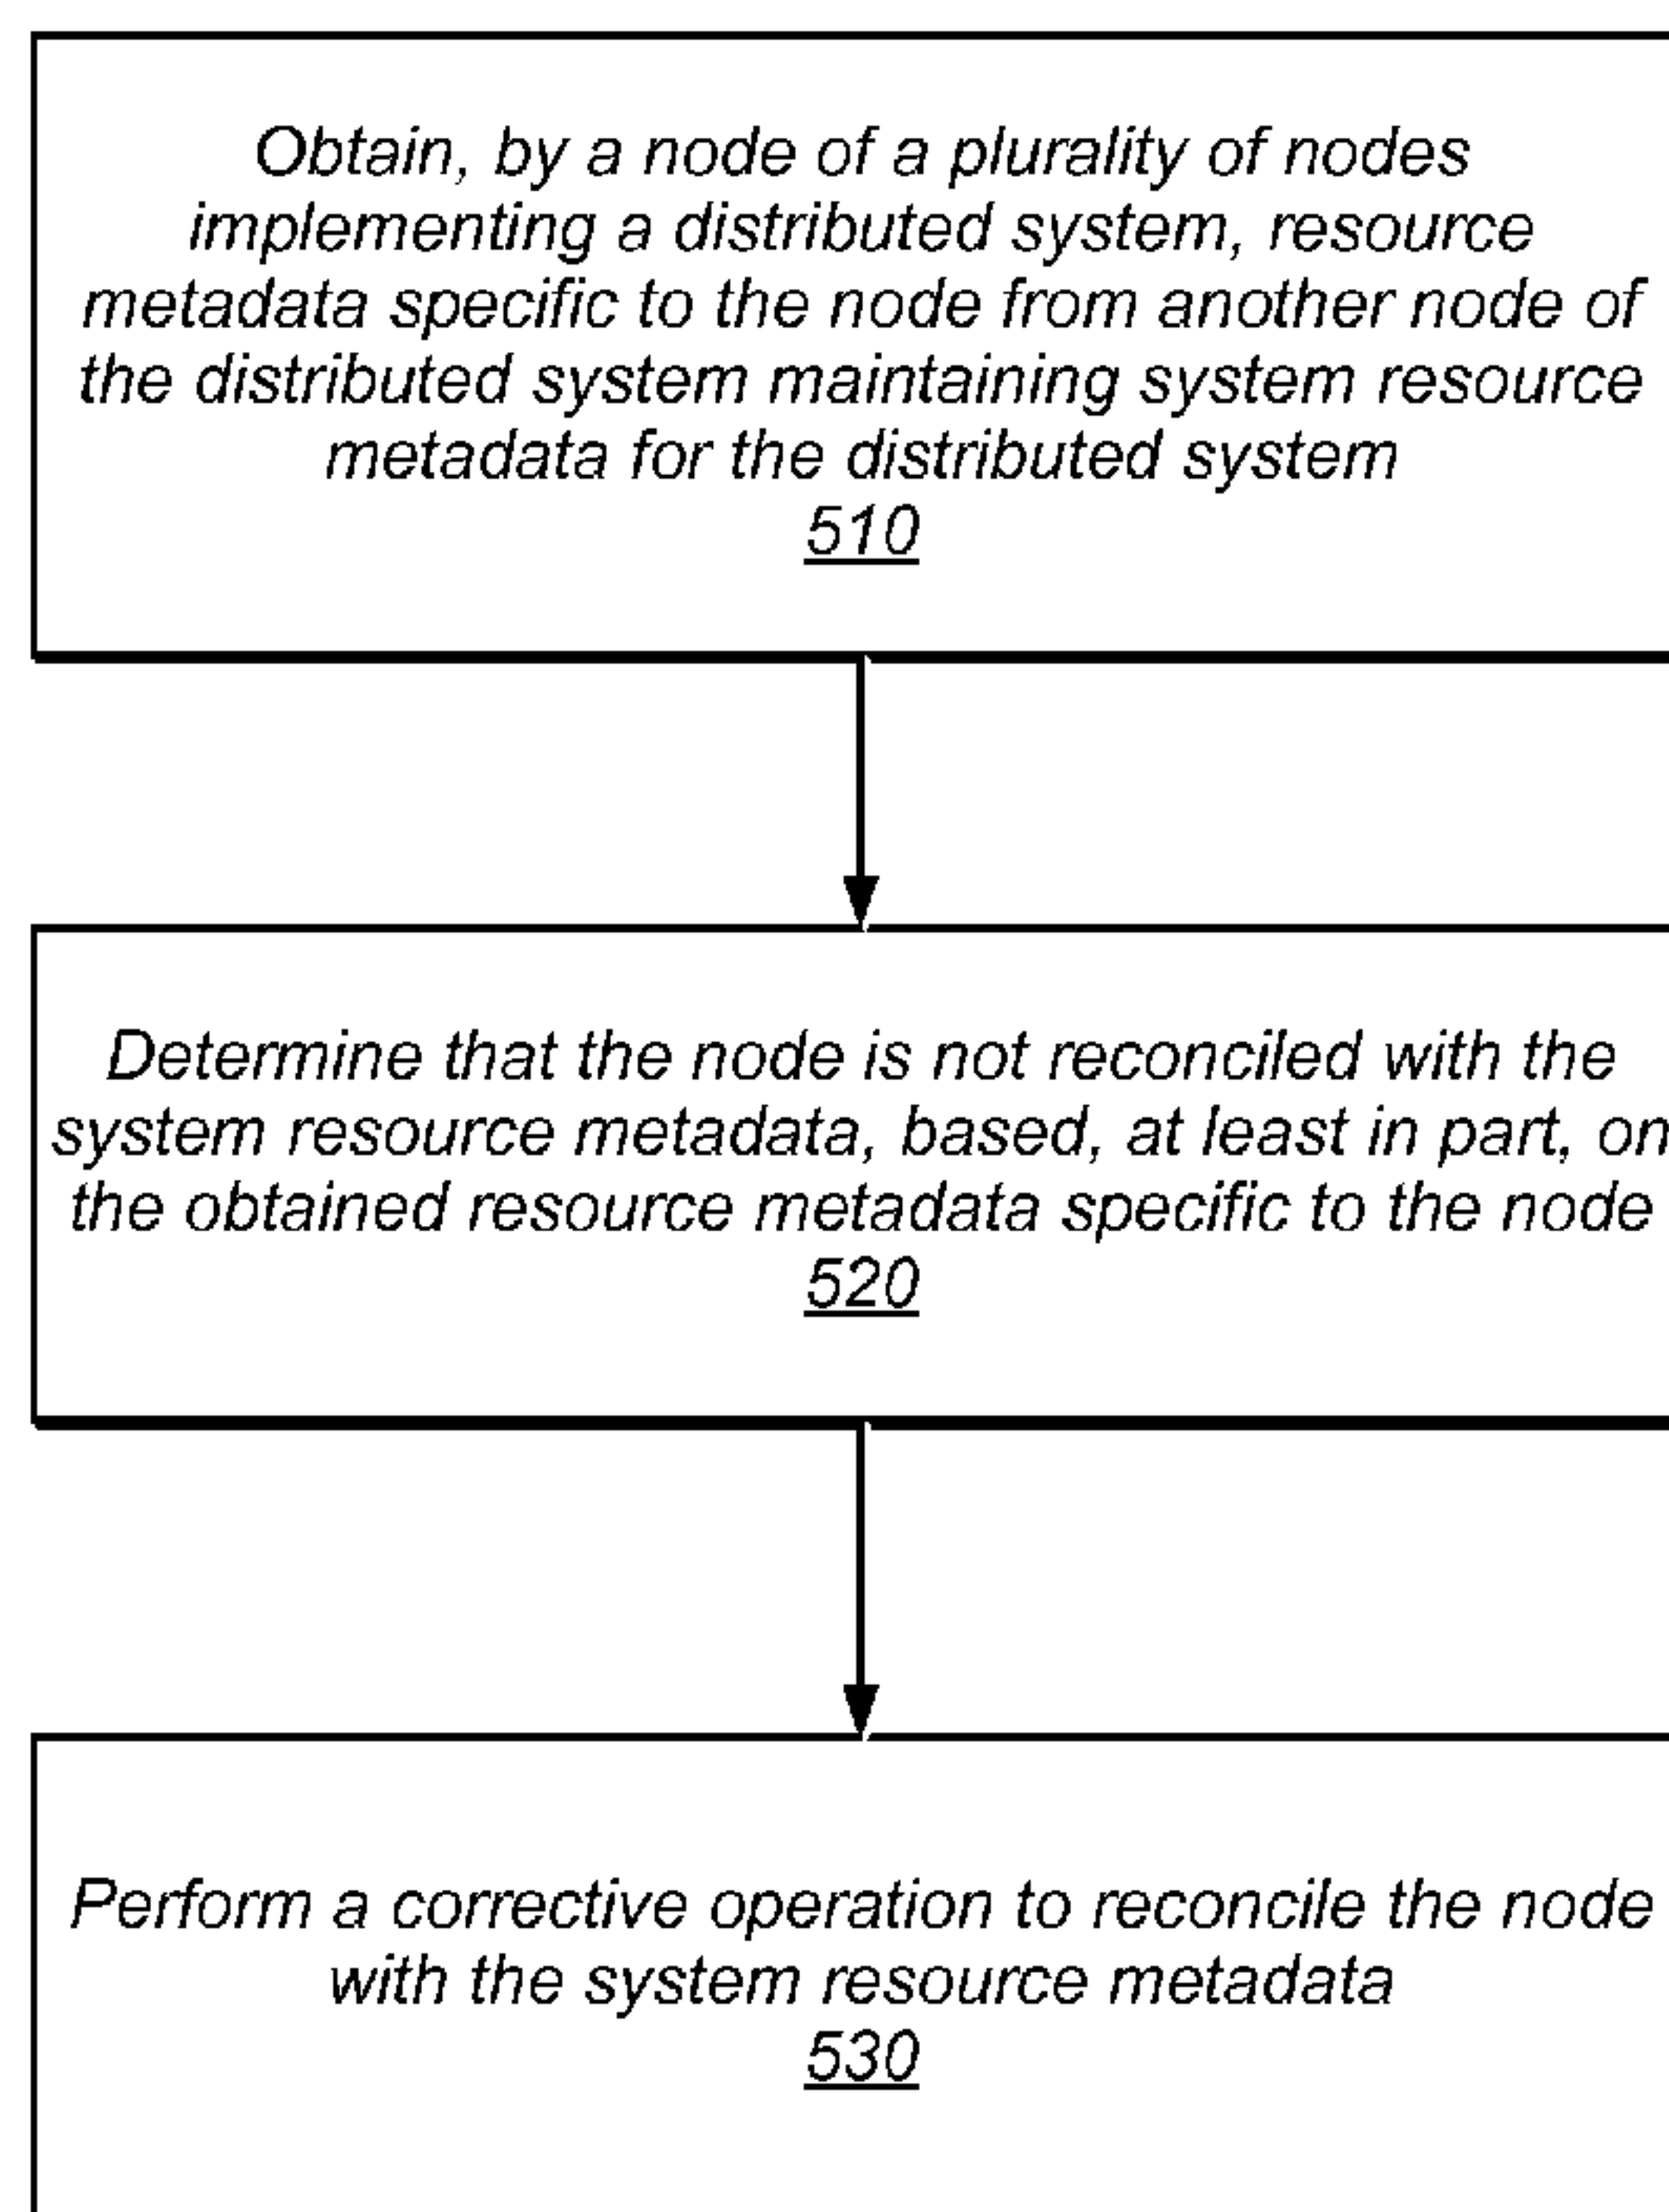 Obtain, by a node of a plurality of nodes
implementing a distributed system, resource
metadata specific to the node from another node of
the distributed system maintaining system resource
metadata for the distributed system
510
Determine that the node is not reconciled with the
system resource metadata, based, at least in part, on
the obtained resource metadata specific to the node
520
Perform a corrective operation to reconcile the node
with the system resource metadata
530